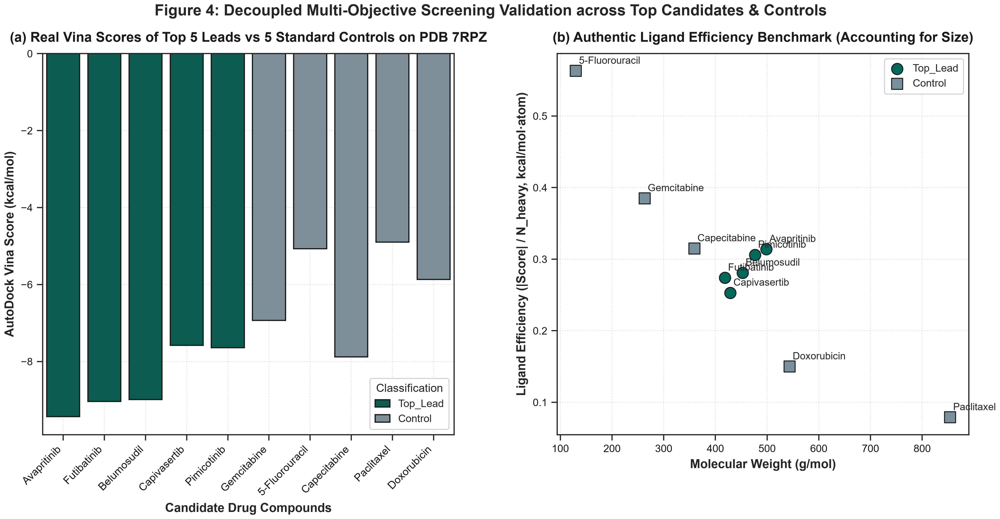 Figure 4: Decoupled Multi-Objective Screening Validation across Top Candidates & Controls
(a) Real Vina Scores of Top 5 Leads vs 5 Standard Controls on PDB 7RPZ
AutoDock Vina Score (kcal/mol)
0
−2
−4
−6
−8
Classification
Top_Lead
Control
Avapritinib
Futibatinib
Belumosudil
Capivasertib
Pimicotinib
Gemcitabine
5-Fluorouracil
Capecitabine
Paclitaxel
Doxorubicin
Candidate Drug Compounds
(b) Authentic Ligand Efficiency Benchmark (Accounting for Size)
Ligand Efficiency (|Score| / N_heavy, kcal/mol·atom)
0.5
0.4
0.3
0.2
0.1
Top_Lead
Control
5-Fluorouracil
Gemcitabine
Capecitabine
Avapritinib
Pimicotinib
Belumosudil
Futibatinib
Capivasertib
Doxorubicin
Paclitaxel
100
200
300
400
500
600
700
800
Molecular Weight (g/mol)